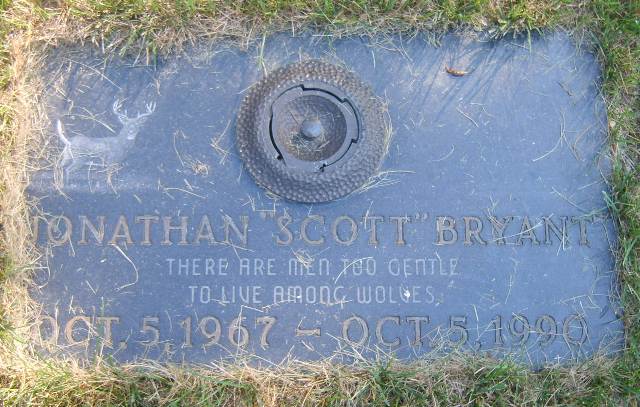 JONATHAN "SCOTT" BRYANT
THERE ARE MEN TOO GENTLE
TO LIVE AMONG WOLVES.
OCT. 5, 1967 – OCT. 5, 1990